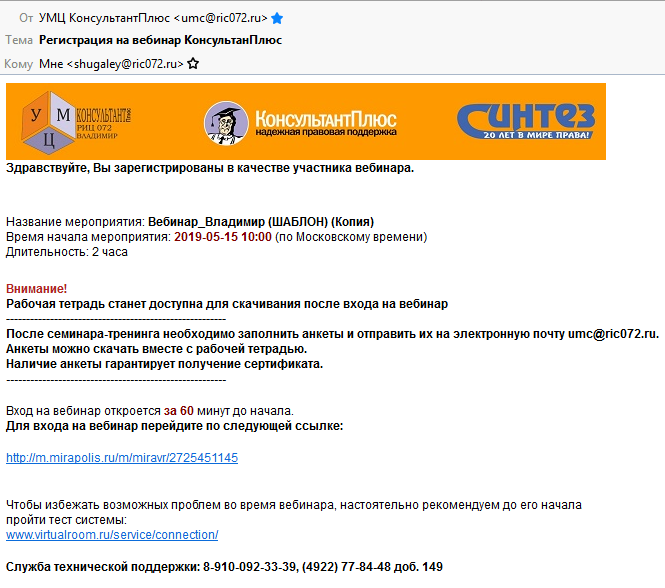 От УМЦ КонсультантПлюс <umc@ric072.ru>
Тема Регистрация на вебинар КонсультанПлюс
Кому Мне <shugaley@ric072.ru>
У М Ц
КОНСУЛЬТАНТПлюс
РИЦ 072
ВЛАДИМИР
КОНСУЛЬТАНТПЛЮС
надежная правовая поддержка
СИНТЕЗ
20 ЛЕТ В МИРЕ ПРАВА!
Здравствуйте, Вы зарегистрированы в качестве участника вебинара.
Название мероприятия: Вебинар_Владимир (ШАБЛОН) (Копия)
Время начала мероприятия: 2019-05-15 10:00 (по Московскому времени)
Длительность: 2 часа
Внимание!
Рабочая тетрадь станет доступна для скачивания после входа на вебинар
-------------------------------------------------------
После семинара-тренинга необходимо заполнить анкеты и отправить их на электронную почту umc@ric072.ru.
Анкеты можно скачать вместе с рабочей тетрадью.
Наличие анкеты гарантирует получение сертификата.
-------------------------------------------------------
Вход на вебинар откроется за 60 минут до начала.
Для входа на вебинар перейдите по следующей ссылке:
http://m.mirapolis.ru/m/miravr/2725451145
Чтобы избежать возможных проблем во время вебинара, настоятельно рекомендуем до его начала
пройти тест системы:
www.virtualroom.ru/service/connection/
Служба технической поддержки: 8-910-092-33-39, (4922) 77-84-48 доб. 149